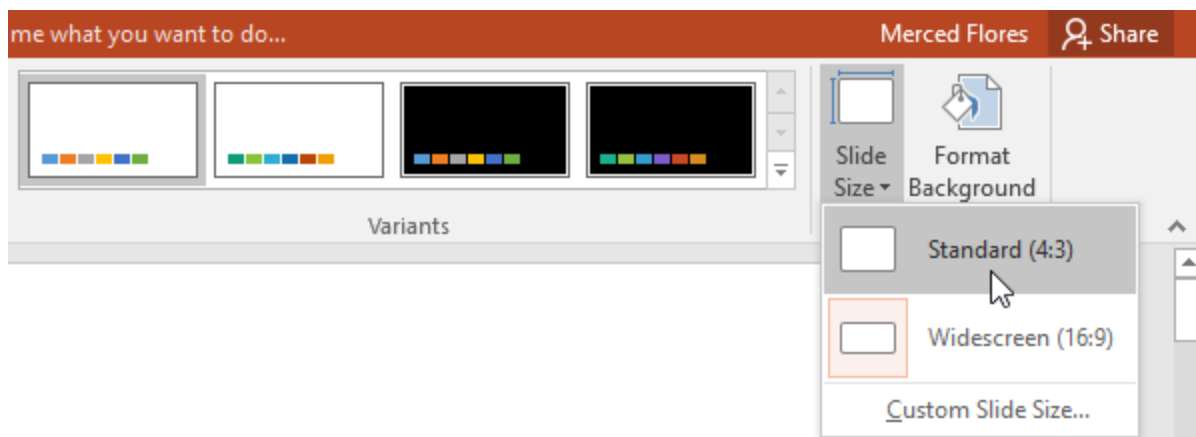 me what you want to do...
Merced Flores
Share
Slide
Size
Format
Background
Variants
Standard (4:3)
Widescreen (16:9)
Custom Slide Size...